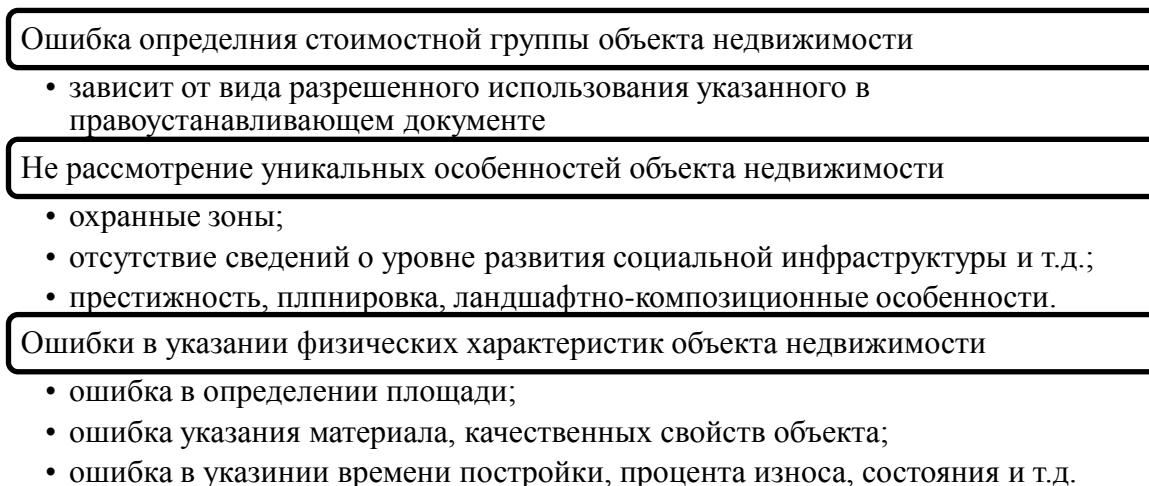 Ошибка определния стоимостной группы объекта недвижимости
• зависит от вида разрешенного использования указанного в
правоустанавливающем документе
Не рассмотрение уникальных особенностей объекта недвижимости
• охранные зоны;
• отсутствие сведений о уровне развития социальной инфраструктуры и т.д.;
• престижность, плпнировка, ландшафтно-композиционные особенности.
Ошибки в указании физических характеристик объекта недвижимости
• ошибка в определении площади;
• ошибка указания материала, качественных свойств объекта;
• ошибка в указинии времени постройки, процента износа, состояния и т.д.